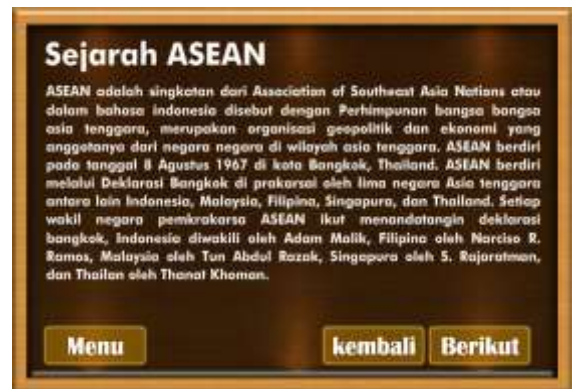 Sejarah ASEAN
ASEAN adalah singkatan dari Association of Southeast Asia Nations atau
dalam bahasa indonesia disebut dengan Perhimpunan bangsa bangsa
asia tenggara, merupakan organisasi geopolitik dan ekonomi yang
anggotanya dari negara negara di wilayah asia tenggara. ASEAN berdiri
pada tanggal 8 Agustus 1967 di kota Bangkok, Thailand. ASEAN berdiri
melalui Deklarasi Bangkok di prakarsai oleh lima negara Asia tenggara
antara lain Indonesia, Malaysia, Filipina, Singapura, dan Thailand. Setiap
wakil negara pemkrakarsa ASEAN ikut menandatangin deklarasi
bangkok, Indonesia diwakili oleh Adam Malik, Filipina oleh Narciso R.
Ramos, Malaysia oleh Tun Abdul Razak, Singapura oleh S. Rajaratman,
dan Thailan oleh Thanat Khoman.
Menu kembali Berikut